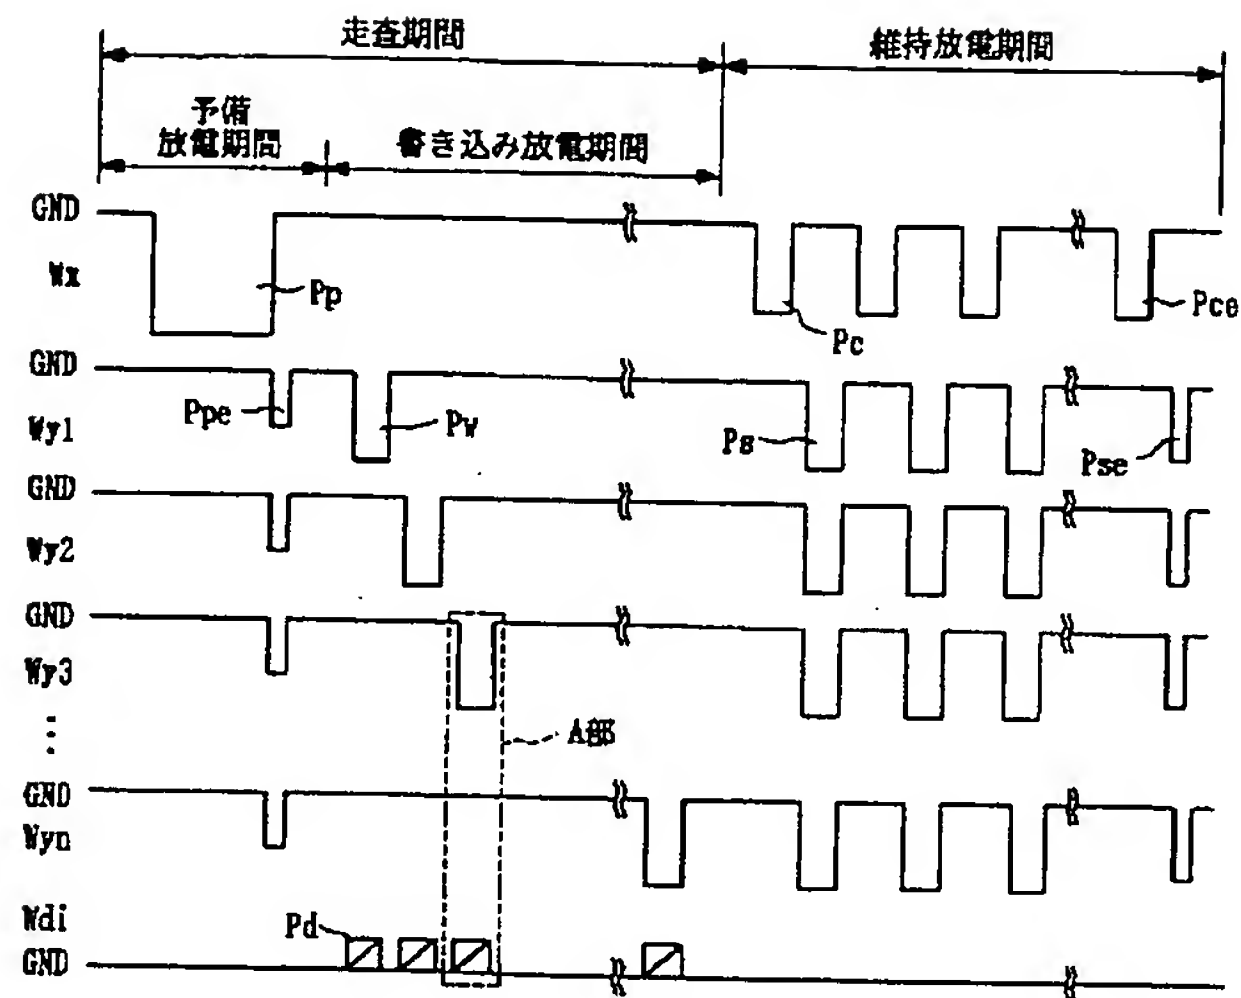 走査期間
維持放電期間
予備
放電期間
書き込み放電期間
GND
Wx
Pp
Pc
Pce
GND
Wy1
Ppe
Pw
Ps
Pse
GND
Wy2
GND
Wy3
A部
GND
Wyn
Wdi
Pd
GND